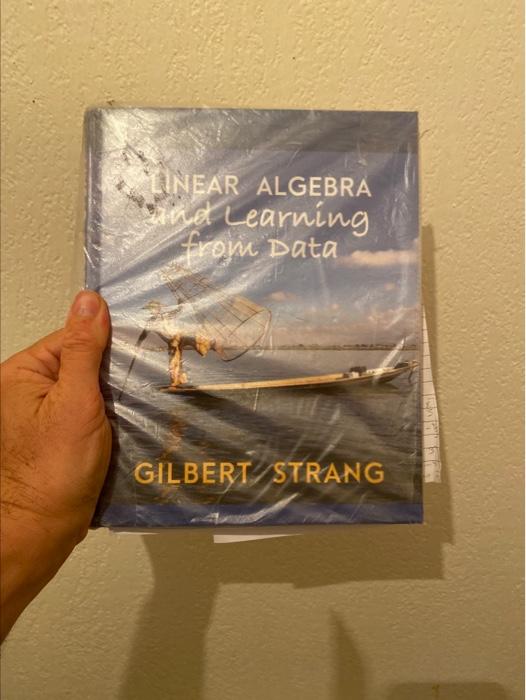 LINEAR ALGEBRA
and Learning
from Data
GILBERT STRANG